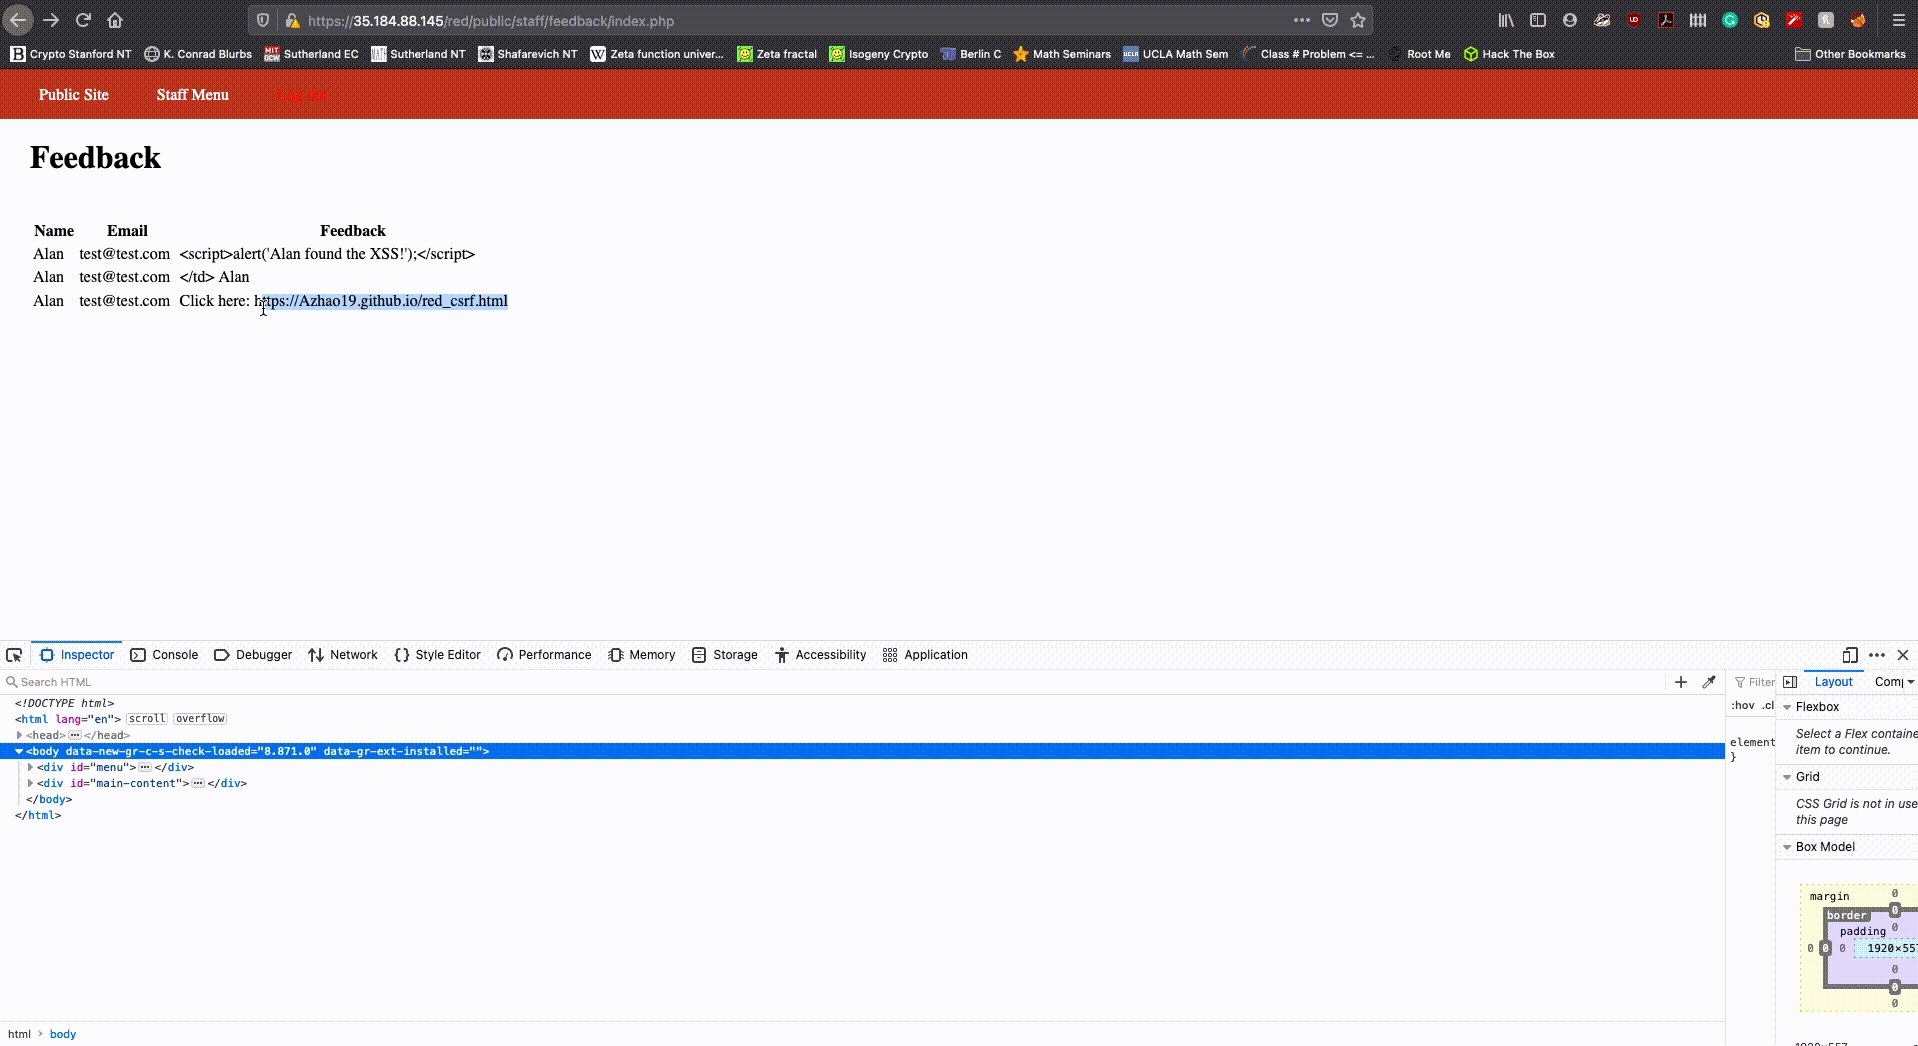 https://35.184.88.145/red/public/staff/feedback/index.php
Crypto Stanford NT K. Conrad Blurbs Sutherland EC Sutherland NT Shafarevich NT Zeta function univer... Zeta fractal Isogeny Crypto Berlin C Math Seminars UCLA Math Sem Class # Problem <= ... Root Me Hack The Box Other Bookmarks
Public Site Staff Menu Log out
Feedback
Name Email Feedback
Alan test@test.com <script>alert('Alan found the XSS!');</script>
Alan test@test.com </td> Alan
Alan test@test.com Click here: https://Azhao19.github.io/red_csrf.html
Inspector Console Debugger Network Style Editor Performance Memory Storage Accessibility Application
Search HTML Filter Layout
<!DOCTYPE html> :hov .cl Flexbox
<html lang="en"> scroll overflow
<head> </head> Select a Flex
<body data-new-gr-c-s-check-loaded="8.871.0" data-gr-ext-installed=""> element item to continue.
<div id="menu"> </div> }
<div id="main-content"> </div> Grid
</body> CSS Grid is not in use
</html> this page
Box Model
margin 0
border 0
padding 0
0 0 0 1920×557
0
0
0
html > body